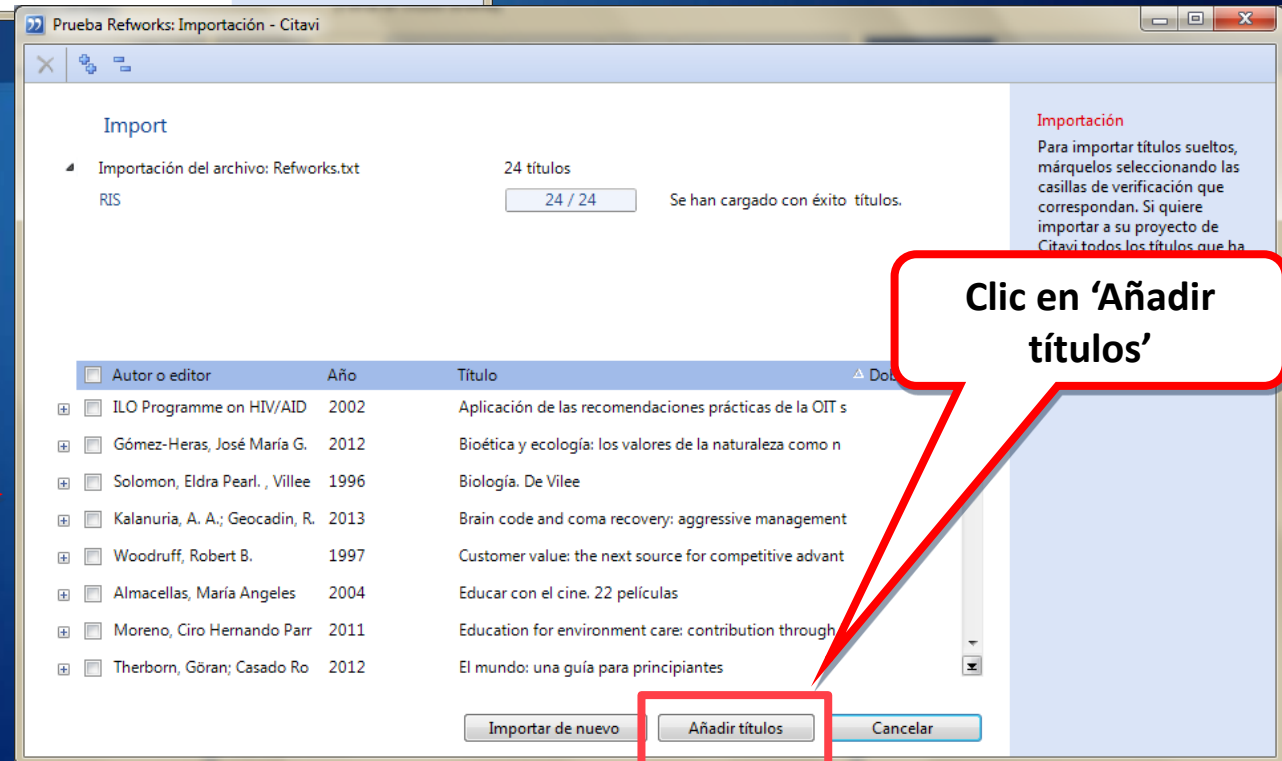 Prueba Refworks: Importación - Citavi
Import
Importación del archivo: Refworks.txt 24 títulos
RIS 24 / 24 Se han cargado con éxito títulos.
Importación
Para importar títulos sueltos,
márquelos seleccionando las
casillas de verificación que
correspondan. Si quiere
importar a su proyecto de
Citavi todos los títulos que ha
Clic en ‘Añadir
títulos’
Autor o editor Año Título
ILO Programme on HIV/AID 2002 Aplicación de las recomendaciones prácticas de la OIT s
Gómez-Heras, José María G. 2012 Bioética y ecología: los valores de la naturaleza como n
Solomon, Eldra Pearl. , Villee 1996 Biología. De Vilee
Kalanuria, A. A.; Geocadin, R. 2013 Brain code and coma recovery: aggressive management
Woodruff, Robert B. 1997 Customer value: the next source for competitive advant
Almacellas, María Angeles 2004 Educar con el cine. 22 películas
Moreno, Ciro Hernando Parr 2011 Education for environment care: contribution through
Therborn, Göran; Casado Ro 2012 El mundo: una guía para principiantes
Importar de nuevo Añadir títulos Cancelar